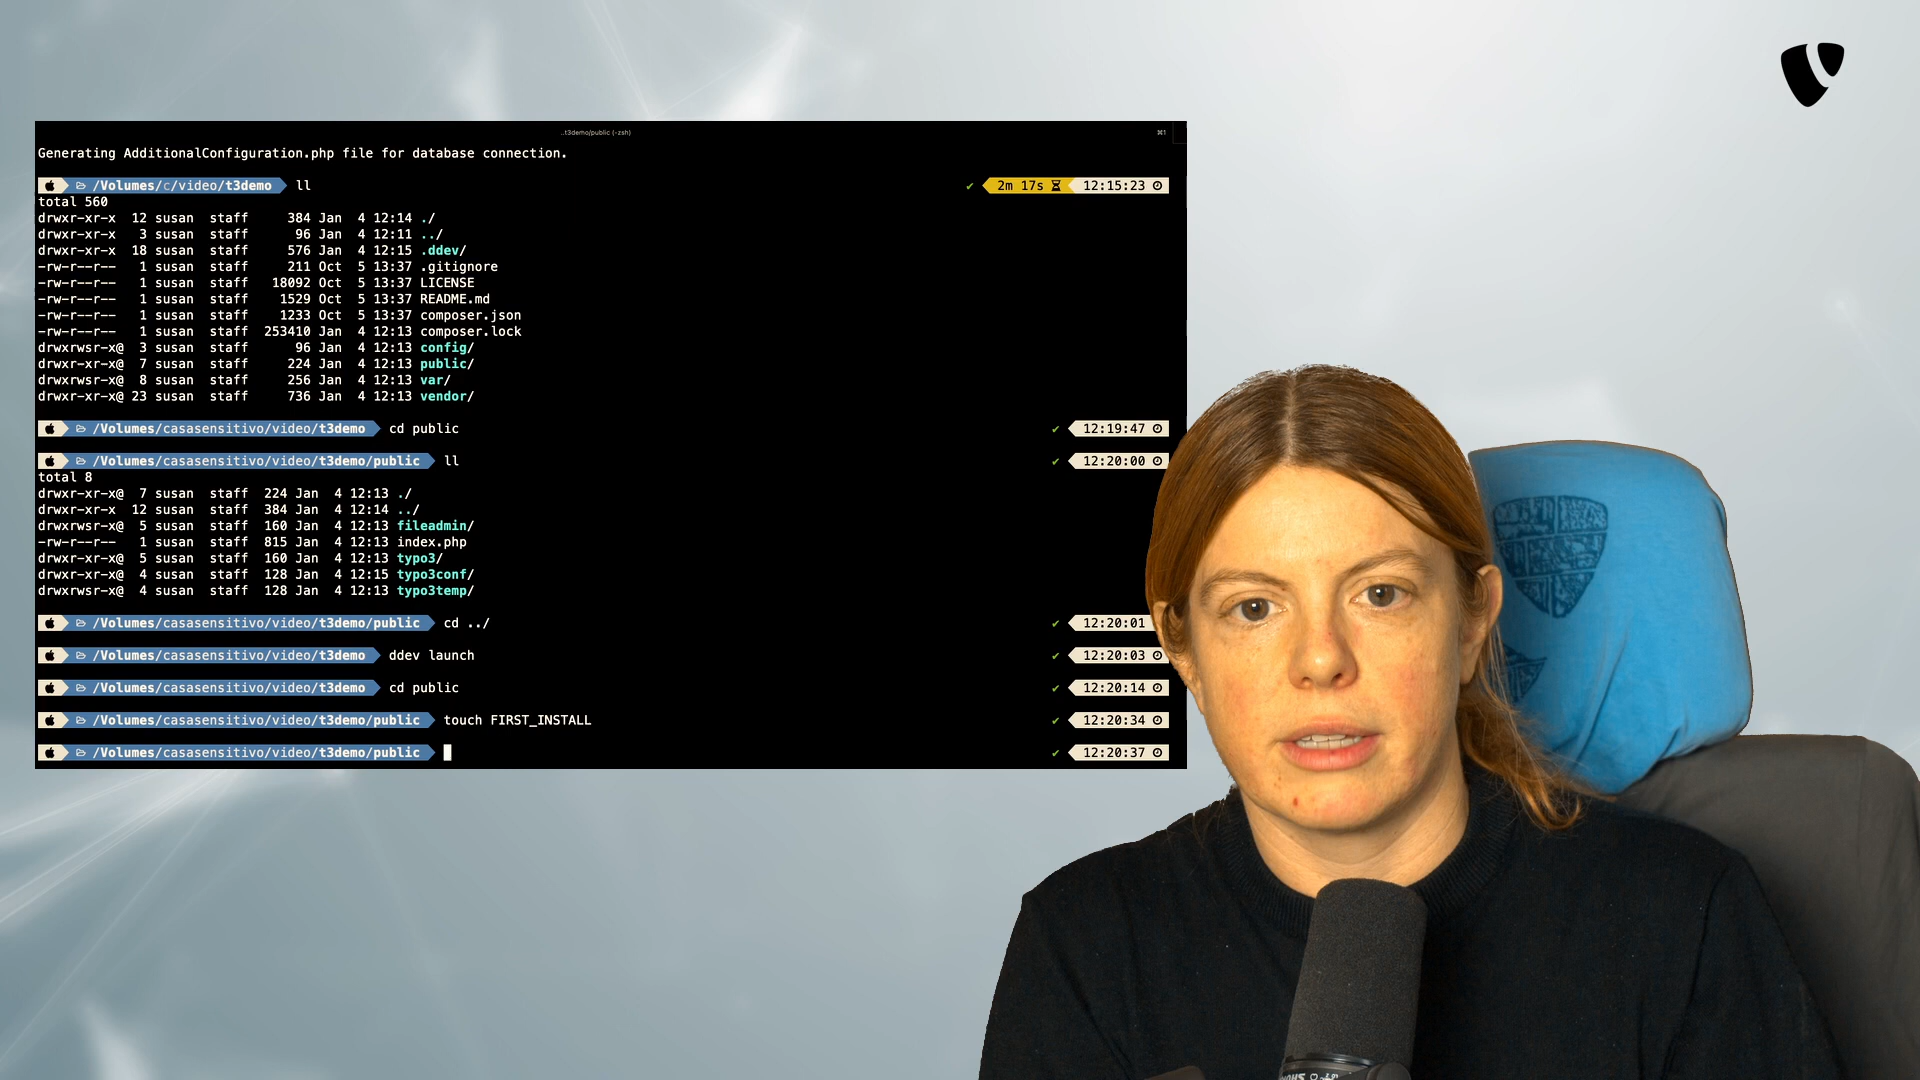 ..t3demo/public (-zsh) ⌘1
Generating AdditionalConfiguration.php file for database connection.
/Volumes/c/video/t3demo ll ✔ 2m 17s 12:15:23
total 560
drwxr-xr-x 12 susan staff 384 Jan 4 12:14 ./
drwxr-xr-x 3 susan staff 96 Jan 4 12:11 ../
drwxr-xr-x 18 susan staff 576 Jan 4 12:15 .ddev/
-rw-r--r-- 1 susan staff 211 Oct 5 13:37 .gitignore
-rw-r--r-- 1 susan staff 18092 Oct 5 13:37 LICENSE
-rw-r--r-- 1 susan staff 1529 Oct 5 13:37 README.md
-rw-r--r-- 1 susan staff 1233 Oct 5 13:37 composer.json
-rw-r--r-- 1 susan staff 253410 Jan 4 12:13 composer.lock
drwxrwsr-x@ 3 susan staff 96 Jan 4 12:13 config/
drwxr-xr-x@ 7 susan staff 224 Jan 4 12:13 public/
drwxrwsr-x@ 8 susan staff 256 Jan 4 12:13 var/
drwxr-xr-x@ 23 susan staff 736 Jan 4 12:13 vendor/
/Volumes/casasensitivo/video/t3demo cd public ✔ 12:19:47
/Volumes/casasensitivo/video/t3demo/public ll ✔ 12:20:00
total 8
drwxr-xr-x@ 7 susan staff 224 Jan 4 12:13 ./
drwxr-xr-x 12 susan staff 384 Jan 4 12:14 ../
drwxrwsr-x@ 5 susan staff 160 Jan 4 12:13 fileadmin/
-rw-r--r-- 1 susan staff 815 Jan 4 12:13 index.php
drwxr-xr-x@ 5 susan staff 160 Jan 4 12:13 typo3/
drwxr-xr-x@ 4 susan staff 128 Jan 4 12:15 typo3conf/
drwxrwsr-x@ 4 susan staff 128 Jan 4 12:13 typo3temp/
/Volumes/casasensitivo/video/t3demo/public cd ../ ✔ 12:20:01
/Volumes/casasensitivo/video/t3demo ddev launch ✔ 12:20:03
/Volumes/casasensitivo/video/t3demo cd public ✔ 12:20:14
/Volumes/casasensitivo/video/t3demo/public touch FIRST_INSTALL ✔ 12:20:34
/Volumes/casasensitivo/video/t3demo/public ✔ 12:20:37